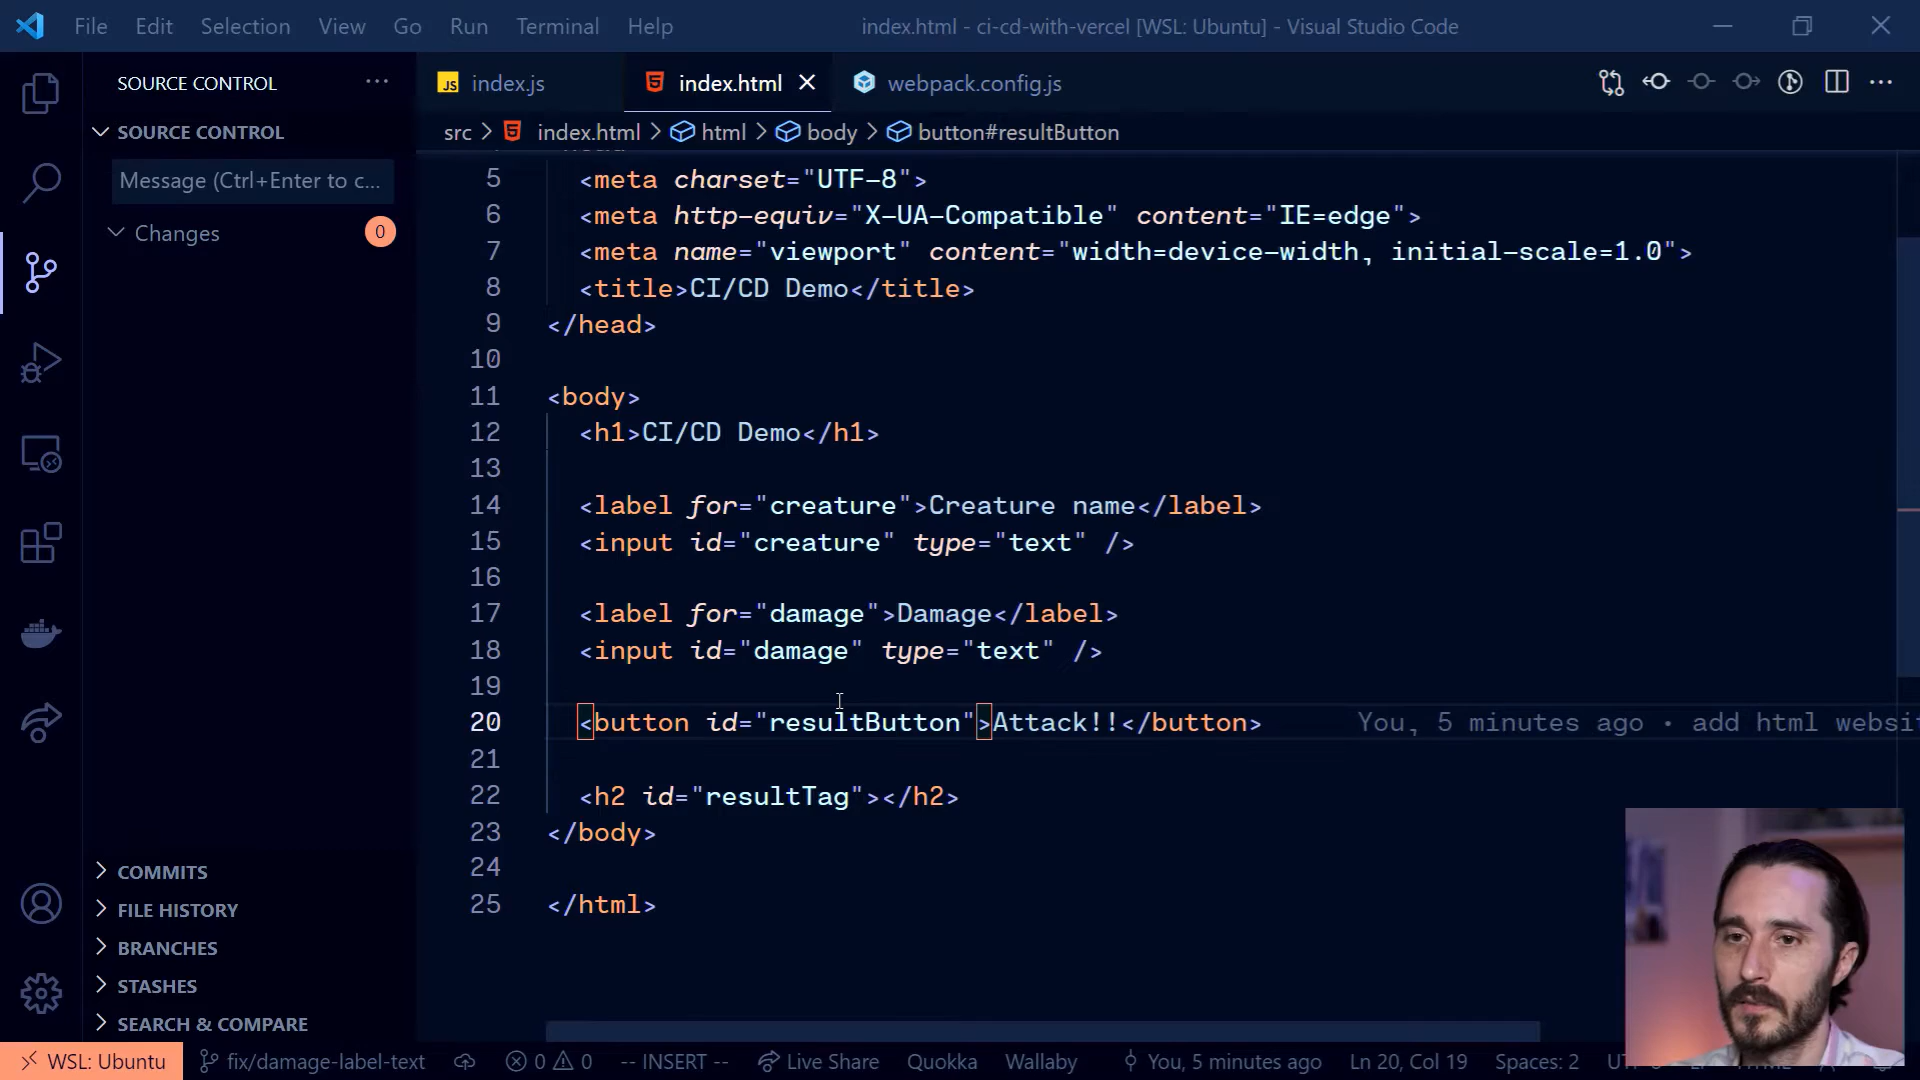 File Edit Selection View Go Run Terminal Help index.html - ci-cd-with-vercel [WSL: Ubuntu] - Visual Studio Code
SOURCE CONTROL
JS index.js index.html webpack.config.js
src > index.html > html > body > button#resultButton
SOURCE CONTROL
Message (Ctrl+Enter to c...
Changes 0
5 <meta charset="UTF-8">
6 <meta http-equiv="X-UA-Compatible" content="IE=edge">
7 <meta name="viewport" content="width=device-width, initial-scale=1.0">
8 <title>CI/CD Demo</title>
9 </head>
10
11 <body>
12 <h1>CI/CD Demo</h1>
13
14 <label for="creature">Creature name</label>
15 <input id="creature" type="text" />
16
17 <label for="damage">Damage</label>
18 <input id="damage" type="text" />
19
20 <button id="resultButton">Attack!!</button> You, 5 minutes ago • add html websi
21
22 <h2 id="resultTag"></h2>
23 </body>
24
25 </html>
COMMITS
FILE HISTORY
BRANCHES
STASHES
SEARCH & COMPARE
WSL: Ubuntu fix/damage-label-text 0 0 -- INSERT -- Live Share Quokka Wallaby You, 5 minutes ago Ln 20, Col 19 Spaces: 2